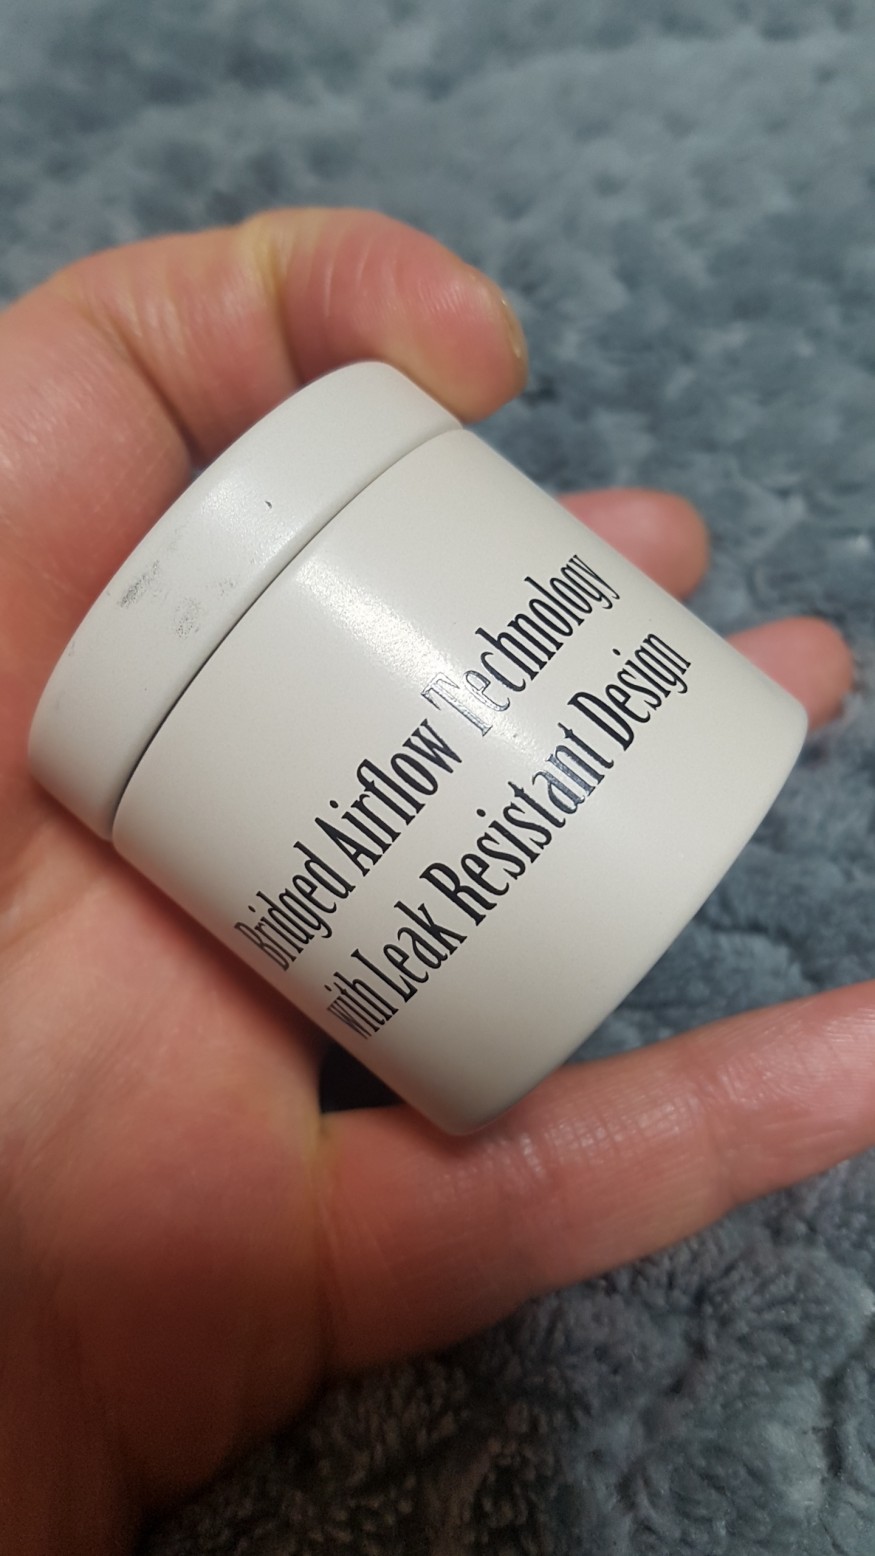 Bridged Airflow Technology
with Leak Resistant Design